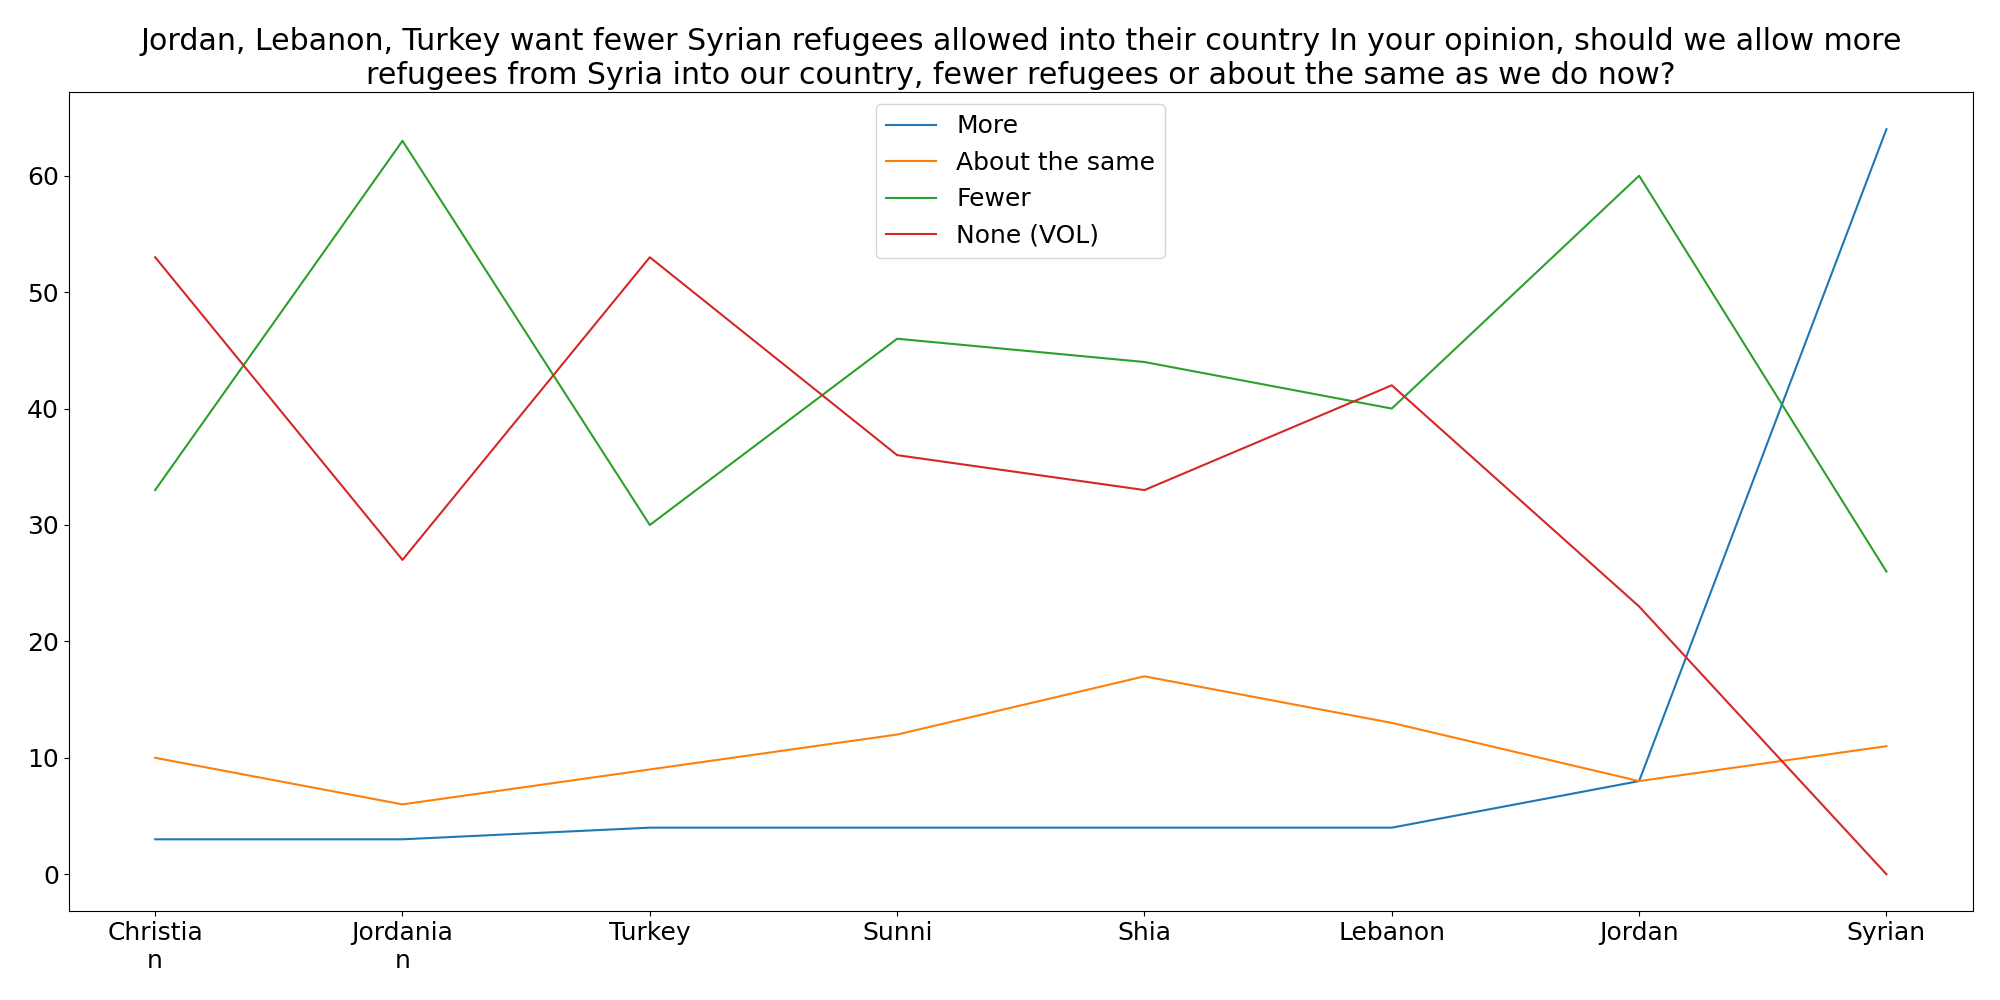 Jordan, Lebanon, Turkey want fewer Syrian refugees allowed into their country In your opinion, should we allow more
refugees from Syria into our country, fewer refugees or about the same as we do now?
More
About the same
Fewer
None (VOL)
60
50
40
30
20
10
0
Christia
n
Jordania
n
Turkey
Sunni
Shia
Lebanon
Jordan
Syrian